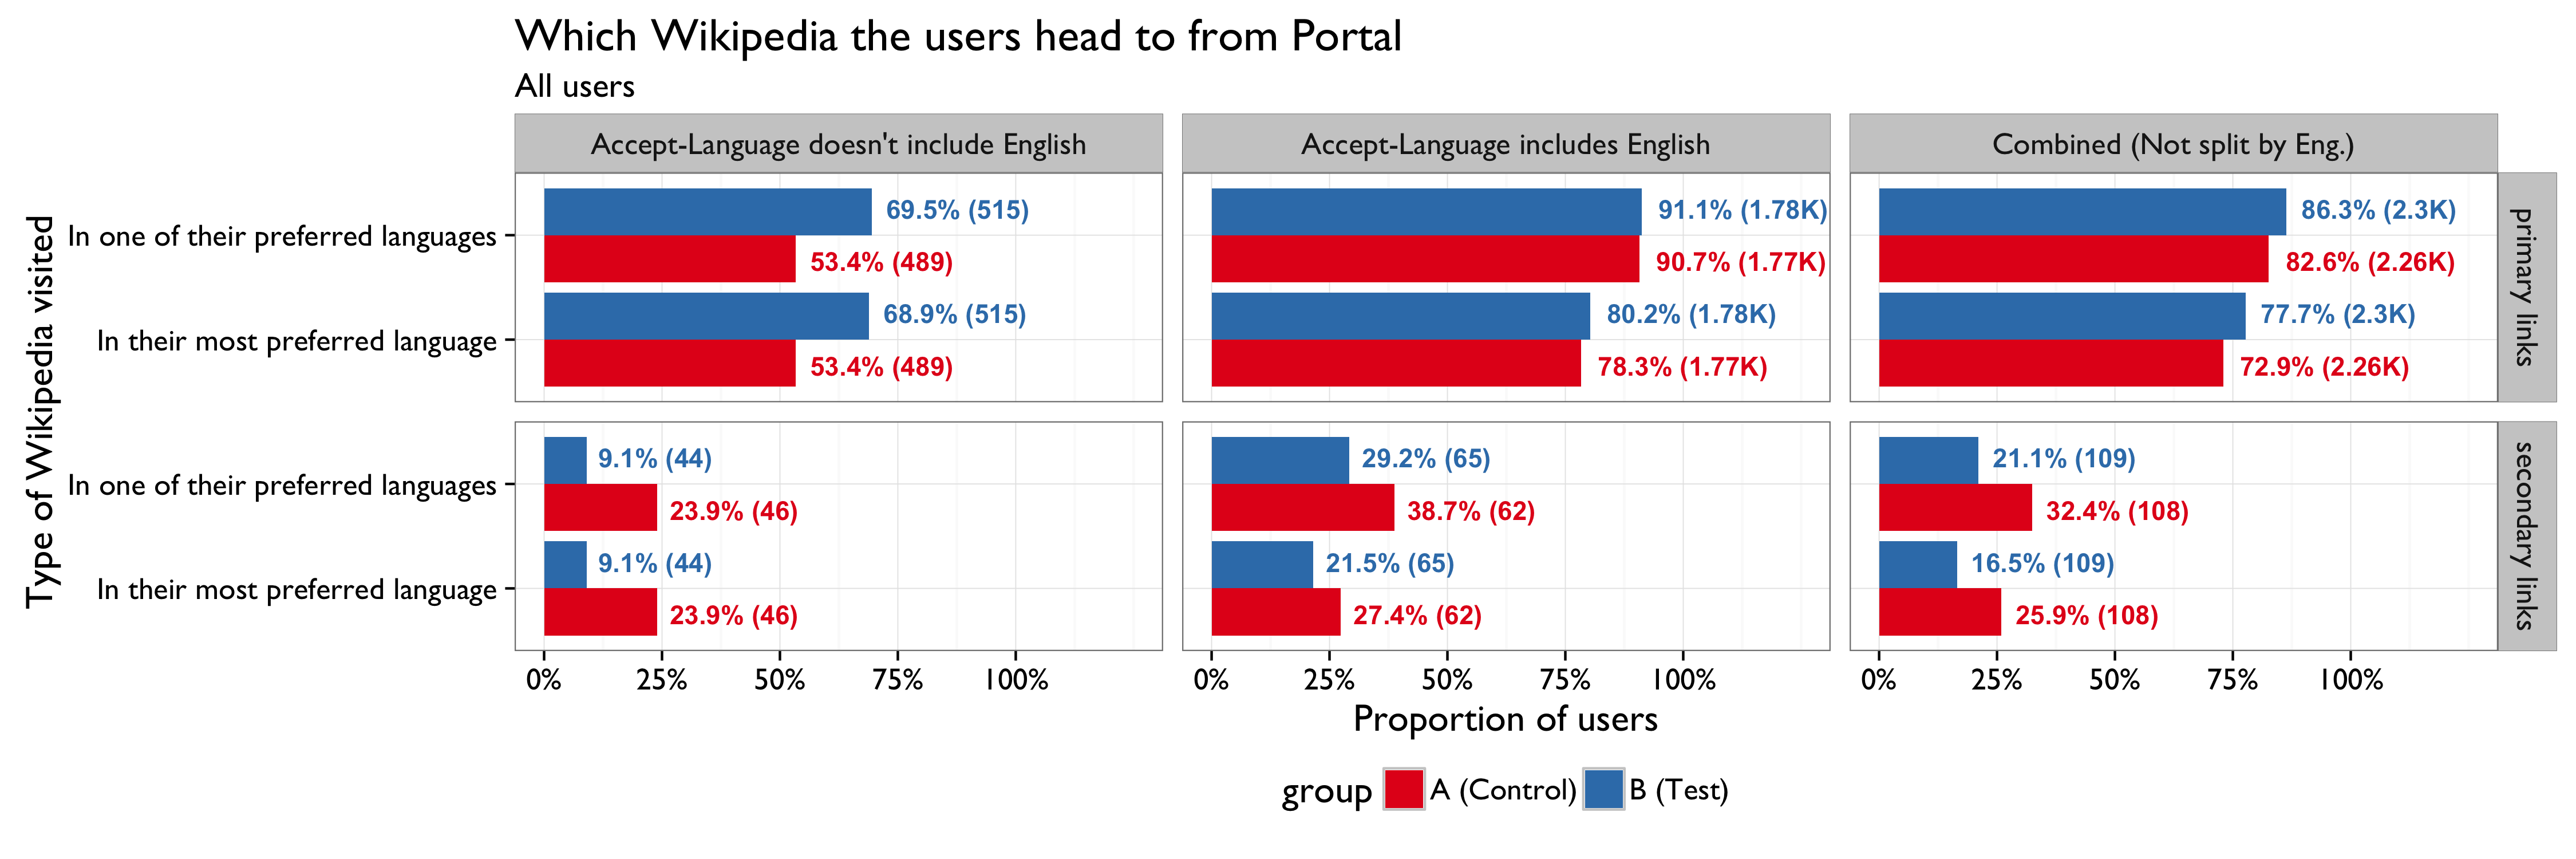 Which Wikipedia the users head to from Portal
All users
Accept-Language doesn't include English
Accept-Language includes English
Combined (Not split by Eng.)
Type of Wikipedia visited
In one of their preferred languages
69.5% (515)
53.4% (489)
91.1% (1.78K)
90.7% (1.77K)
86.3% (2.3K)
82.6% (2.26K)
In their most preferred language
68.9% (515)
53.4% (489)
80.2% (1.78K)
78.3% (1.77K)
77.7% (2.3K)
72.9% (2.26K)
primary links
In one of their preferred languages
9.1% (44)
23.9% (46)
29.2% (65)
38.7% (62)
21.1% (109)
32.4% (108)
In their most preferred language
9.1% (44)
23.9% (46)
21.5% (65)
27.4% (62)
16.5% (109)
25.9% (108)
secondary links
0% 25% 50% 75% 100%
0% 25% 50% 75% 100%
0% 25% 50% 75% 100%
Proportion of users
group A (Control) B (Test)